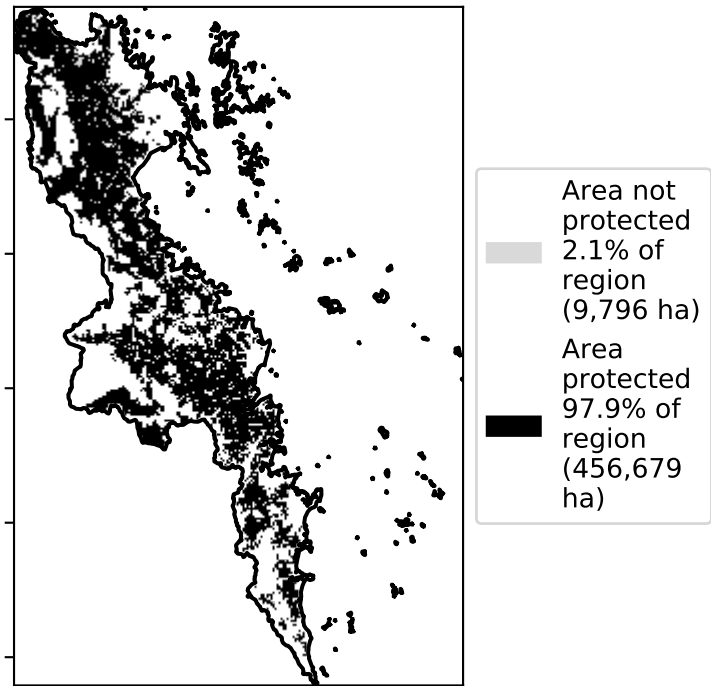 Area not
protected
2.1% of
region
(9,796 ha)
Area
protected
97.9% of
region
(456,679
ha)